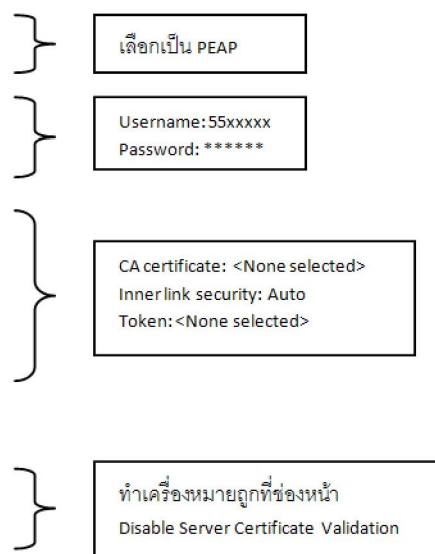 เลือกเป็น PEAP
Username:55xxxxx
Password: ******
CA certificate: <None selected>
Inner link security: Auto
Token:<None selected>
ทำเครื่องหมายถูกที่ช่องหน้า
Disable Server Certificate Validation